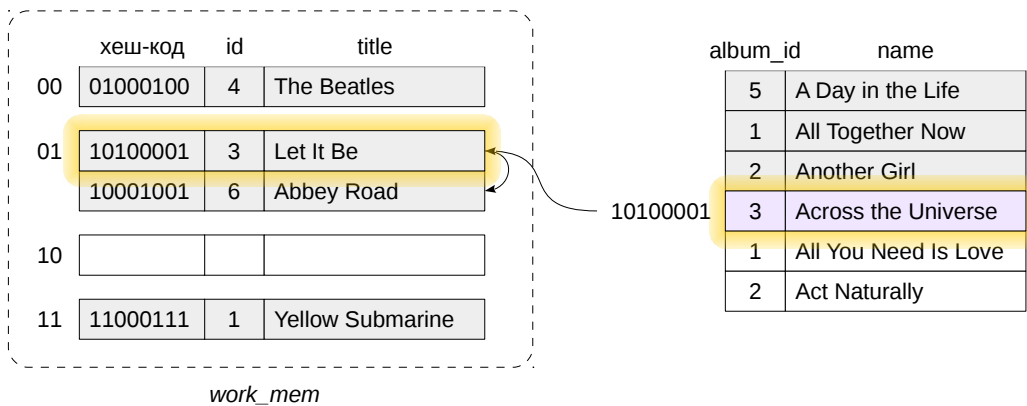 хеш-код id title
00 01000100 4 The Beatles
01 10100001 3 Let It Be
10001001 6 Abbey Road
10
11 11000111 1 Yellow Submarine
work_mem
10100001
album_id name
5 A Day in the Life
1 All Together Now
2 Another Girl
3 Across the Universe
1 All You Need Is Love
2 Act Naturally